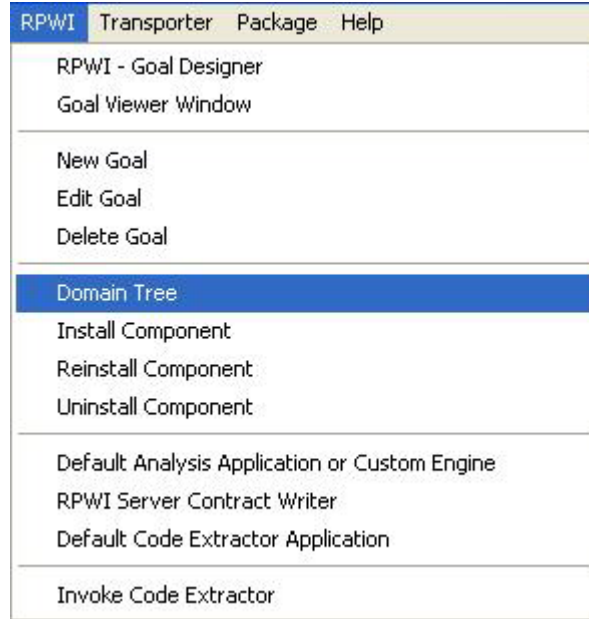 RPWI Transporter Package Help
RPWI - Goal Designer
Goal Viewer Window
New Goal
Edit Goal
Delete Goal
Domain Tree
Install Component
Reinstall Component
Uninstall Component
Default Analysis Application or Custom Engine
RPWI Server Contract Writer
Default Code Extractor Application
Invoke Code Extractor